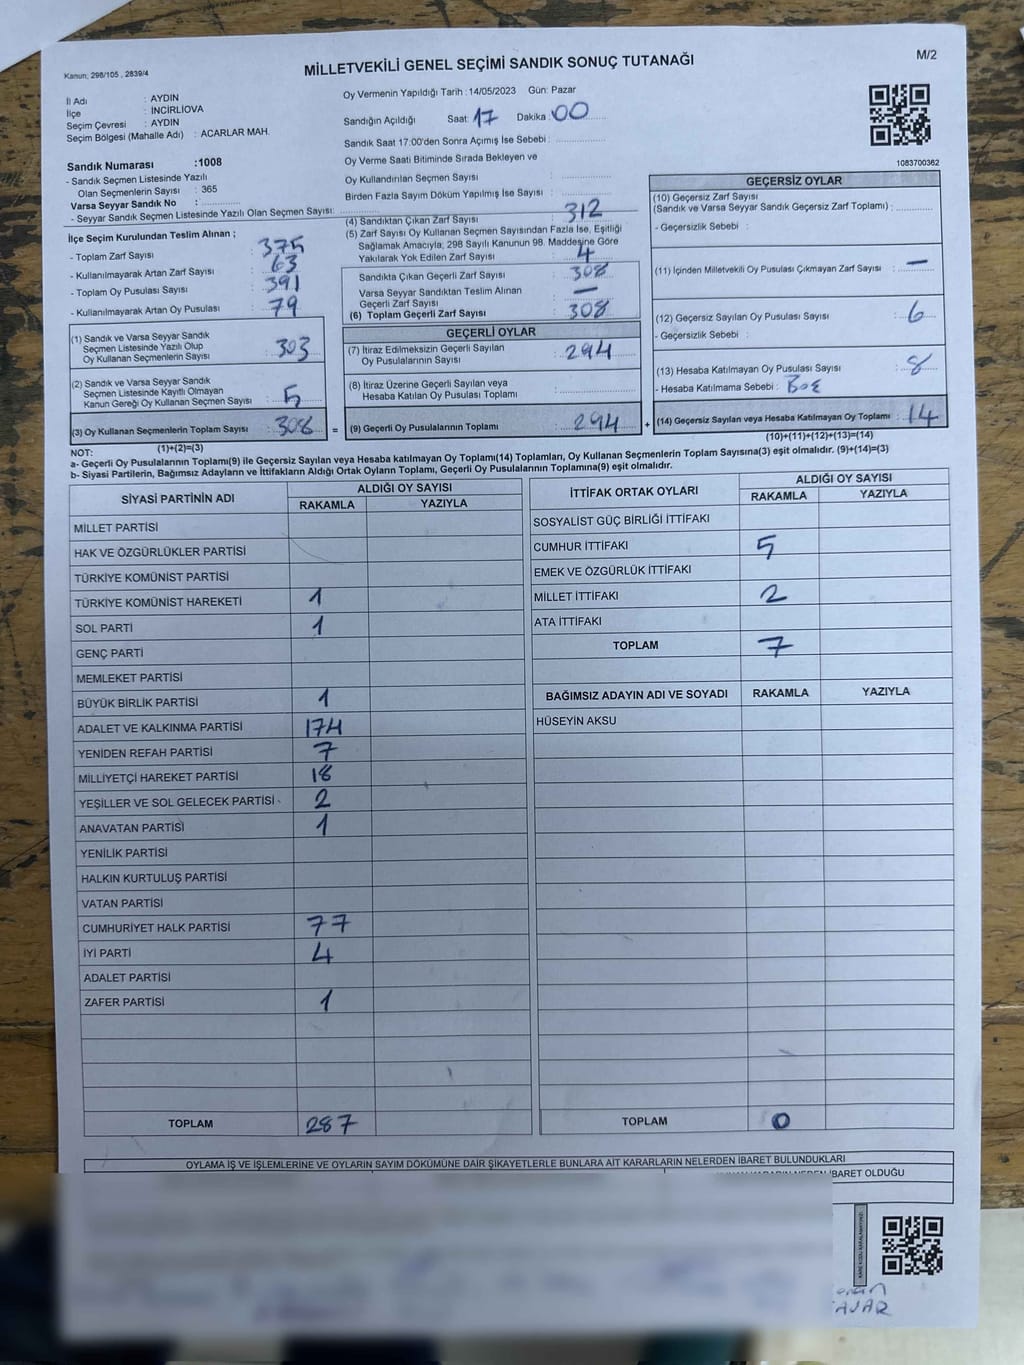 M/2
Kanun, 298/105 , 2839/4
MİLLETVEKİLİ GENEL SEÇİMİ SANDIK SONUÇ TUTANAĞI
İl Adı : AYDIN
İlçe : İNCİRLİOVA
Seçim Çevresi : AYDIN
Seçim Bölgesi (Mahalle Adı) : ACARLAR MAH.
Sandık Numarası :1008
- Sandık Seçmen Listesinde Yazılı
Olan Seçmenlerin Sayısı : 365
Varsa Seyyar Sandık No :
- Seyyar Sandık Seçmen Listesinde Yazılı Olan Seçmen Sayısı:
Oy Vermenin Yapıldığı Tarih : 14/05/2023 Gün: Pazar
Sandığın Açıldığı Saat: 17 Dakika : 00
Sandık Saat 17:00'den Sonra Açımış İse Sebebi :
Oy Verme Saati Bitiminde Sırada Bekleyen ve
Oy Kullandırılan Seçmen Sayısı :
Birden Fazla Sayım Döküm Yapılmış İse Sayısı :
1083700362
İlçe Seçim Kurulundan Teslim Alınan ;
- Toplam Zarf Sayısı : 375
- Kullanılmayarak Artan Zarf Sayısı : 63
- Toplam Oy Pusulası Sayısı : 391
- Kullanılmayarak Artan Oy Pusulası : 79
(1) Sandık ve Varsa Seyyar Sandık
Seçmen Listesinde Yazılı Olup
Oy Kullanan Seçmenlerin Sayısı : 303
(2) Sandık ve Varsa Seyyar Sandık
Seçmen Listesinde Kayıtlı Olmayan
Kanun Gereği Oy Kullanan Seçmen Sayısı : 5
(3) Oy Kullanan Seçmenlerin Toplam Sayısı : 308
(1)+(2)=(3)
(4) Sandıktan Çıkan Zarf Sayısı : 312
(5) Zarf Sayısı Oy Kullanan Seçmen Sayısından Fazla İse, Eşitliği
Sağlamak Amacıyla; 298 Sayılı Kanunun 98. Maddesine Göre
Yakılarak Yok Edilen Zarf Sayısı : 4
Sandıkta Çıkan Geçerli Zarf Sayısı : 308
Varsa Seyyar Sandıktan Teslim Alınan
Geçerli Zarf Sayısı : —
(6) Toplam Geçerli Zarf Sayısı : 308
GEÇERLİ OYLAR
(7) İtiraz Edilmeksizin Geçerli Sayılan
Oy Pusulalarının Sayısı : 294
(8) İtiraz Üzerine Geçerli Sayılan veya
Hesaba Katılan Oy Pusulası Toplamı :
= (9) Geçerli Oy Pusulalarının Toplamı : 294
GEÇERSİZ OYLAR
(10) Geçersiz Zarf Sayısı
(Sandık ve Varsa Seyyar Sandık Geçersiz Zarf Toplamı) :
- Geçersizlik Sebebi :
(11) İçinden Milletvekili Oy Pusulası Çıkmayan Zarf Sayısı : —
(12) Geçersiz Sayılan Oy Pusulası Sayısı : 6
- Geçersizlik Sebebi :
(13) Hesaba Katılmayan Oy Pusulası Sayısı : 8
- Hesaba Katılmama Sebebi : BOŞ
+ (14) Geçersiz Sayılan veya Hesaba Katılmayan Oy Toplamı : 14
(10)+(11)+(12)+(13)=(14)
NOT:
a- Geçerli Oy Pusulalarının Toplamı(9) ile Geçersiz Sayılan veya Hesaba katılmayan Oy Toplamı(14) Toplamları, Oy Kullanan Seçmenlerin Toplam Sayısına(3) eşit olmalıdır. (9)+(14)=(3)
b- Siyasi Partilerin, Bağımsız Adayların ve İttifakların Aldığı Ortak Oyların Toplamı, Geçerli Oy Pusulalarının Toplamına(9) eşit olmalıdır.
SİYASİ PARTİNİN ADI ALDIĞI OY SAYISI
RAKAMLA YAZIYLA
MİLLET PARTİSİ
HAK VE ÖZGÜRLÜKLER PARTİSİ
TÜRKİYE KOMÜNİST PARTİSİ
TÜRKİYE KOMÜNİST HAREKETİ 1
SOL PARTİ 1
GENÇ PARTİ
MEMLEKET PARTİSİ
BÜYÜK BİRLİK PARTİSİ 1
ADALET VE KALKINMA PARTİSİ 174
YENİDEN REFAH PARTİSİ 7
MİLLİYETÇİ HAREKET PARTİSİ 18
YEŞİLLER VE SOL GELECEK PARTİSİ 2
ANAVATAN PARTİSİ 1
YENİLİK PARTİSİ
HALKIN KURTULUŞ PARTİSİ
VATAN PARTİSİ
CUMHURİYET HALK PARTİSİ 77
İYİ PARTİ 4
ADALET PARTİSİ
ZAFER PARTİSİ 1
TOPLAM 287
İTTİFAK ORTAK OYLARI ALDIĞI OY SAYISI
RAKAMLA YAZIYLA
SOSYALİST GÜÇ BİRLİĞİ İTTİFAKI
CUMHUR İTTİFAKI 5
EMEK VE ÖZGÜRLÜK İTTİFAKI
MİLLET İTTİFAKI 2
ATA İTTİFAKI
TOPLAM 7
BAĞIMSIZ ADAYIN ADI VE SOYADI RAKAMLA YAZIYLA
HÜSEYİN AKSU
TOPLAM 0
OYLAMA İŞ VE İŞLEMLERİNE VE OYLARIN SAYIM DÖKÜMÜNE DAİR ŞİKAYETLERLE BUNLARA AİT KARARLARIN NELERDEN İBARET BULUNDUKLARI
İBARET OLDUĞU